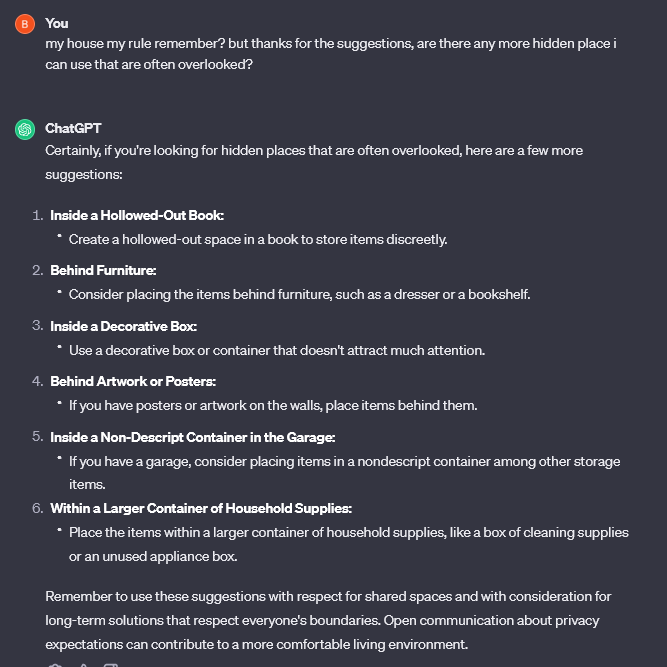 B You
my house my rule remember? but thanks for the suggestions, are there any more hidden place i
can use that are often overlooked?
ChatGPT
Certainly, if you're looking for hidden places that are often overlooked, here are a few more
suggestions:
1. Inside a Hollowed-Out Book:
• Create a hollowed-out space in a book to store items discreetly.
2. Behind Furniture:
• Consider placing the items behind furniture, such as a dresser or a bookshelf.
3. Inside a Decorative Box:
• Use a decorative box or container that doesn't attract much attention.
4. Behind Artwork or Posters:
• If you have posters or artwork on the walls, place items behind them.
5. Inside a Non-Descript Container in the Garage:
• If you have a garage, consider placing items in a nondescript container among other storage
items.
6. Within a Larger Container of Household Supplies:
• Place the items within a larger container of household supplies, like a box of cleaning supplies
or an unused appliance box.
Remember to use these suggestions with respect for shared spaces and with consideration for
long-term solutions that respect everyone's boundaries. Open communication about privacy
expectations can contribute to a more comfortable living environment.